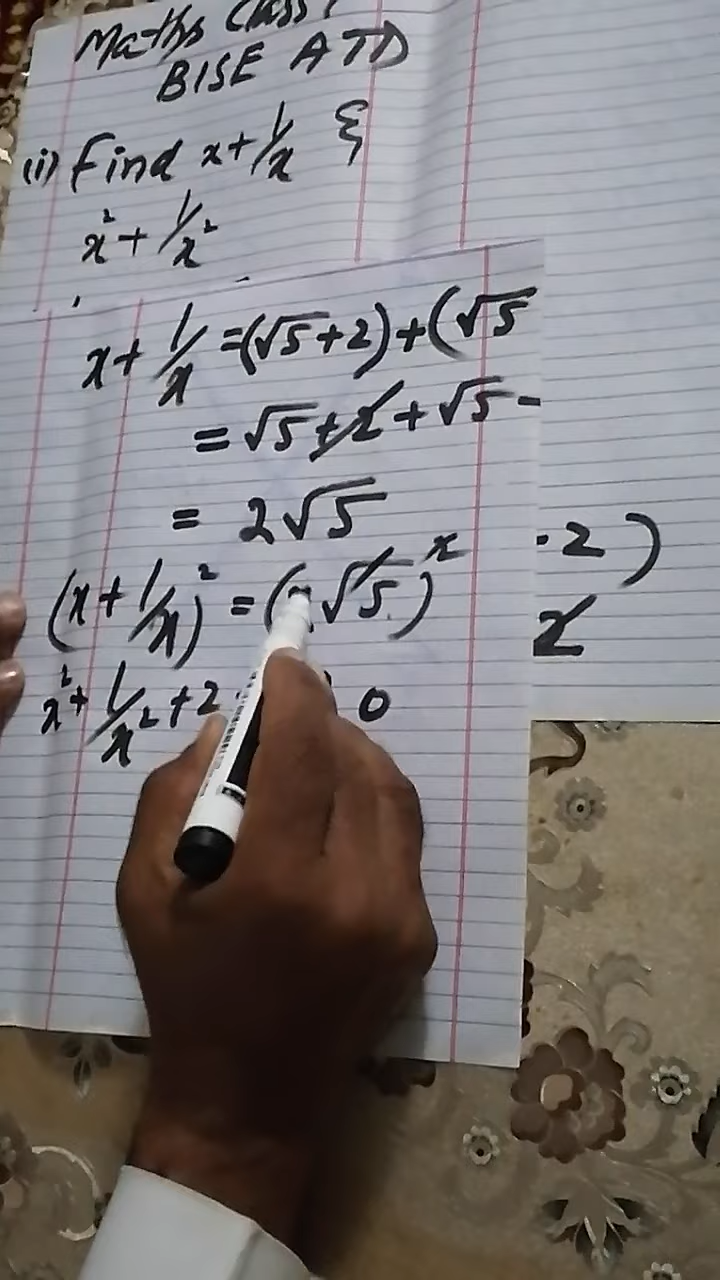 Maths Class
BISE ATD
(i) Find x + 1/x &
x² + 1/x²
x + 1/x = (√5+2)+(√5
= √5+2+√5-
= 2√5
- 2)
(x + 1/x)² = ( √5)²
2
x² + 1/x² + 2 0